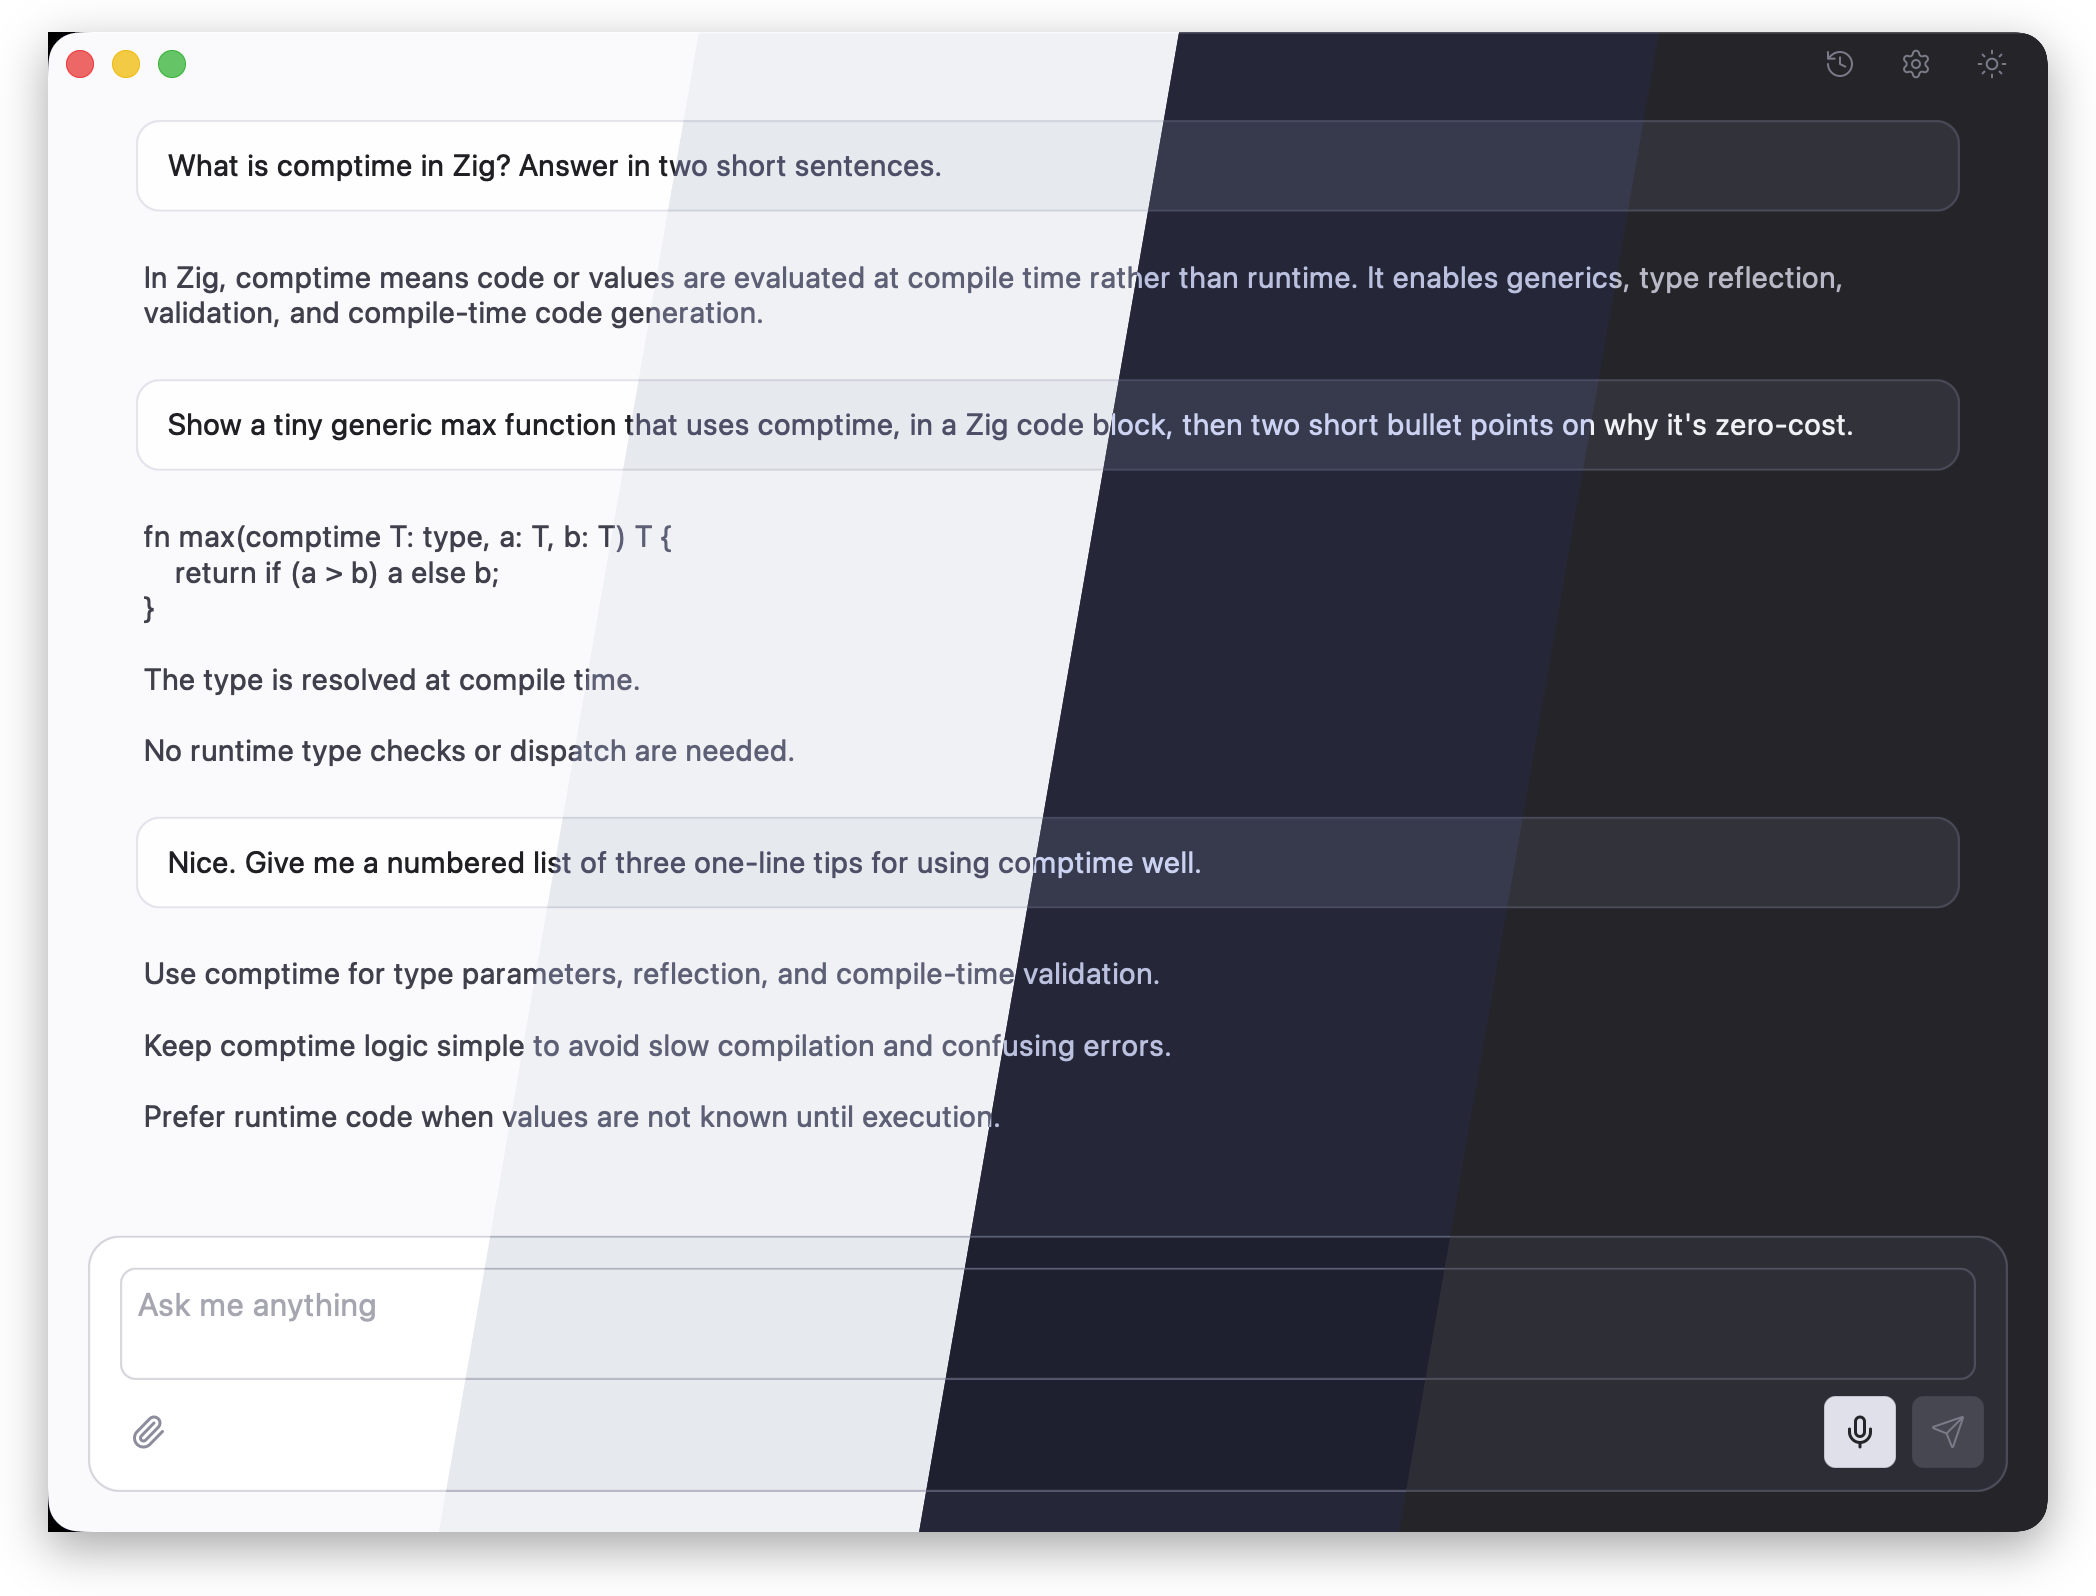 What is comptime in Zig? Answer in two short sentences.
In Zig, comptime means code or values are evaluated at compile time rather than runtime. It enables generics, type reflection,
validation, and compile-time code generation.
Show a tiny generic max function that uses comptime, in a Zig code block, then two short bullet points on why it's zero-cost.
fn max(comptime T: type, a: T, b: T) T {
    return if (a > b) a else b;
}
The type is resolved at compile time.
No runtime type checks or dispatch are needed.
Nice. Give me a numbered list of three one-line tips for using comptime well.
Use comptime for type parameters, reflection, and compile-time validation.
Keep comptime logic simple to avoid slow compilation and confusing errors.
Prefer runtime code when values are not known until execution.
Ask me anything